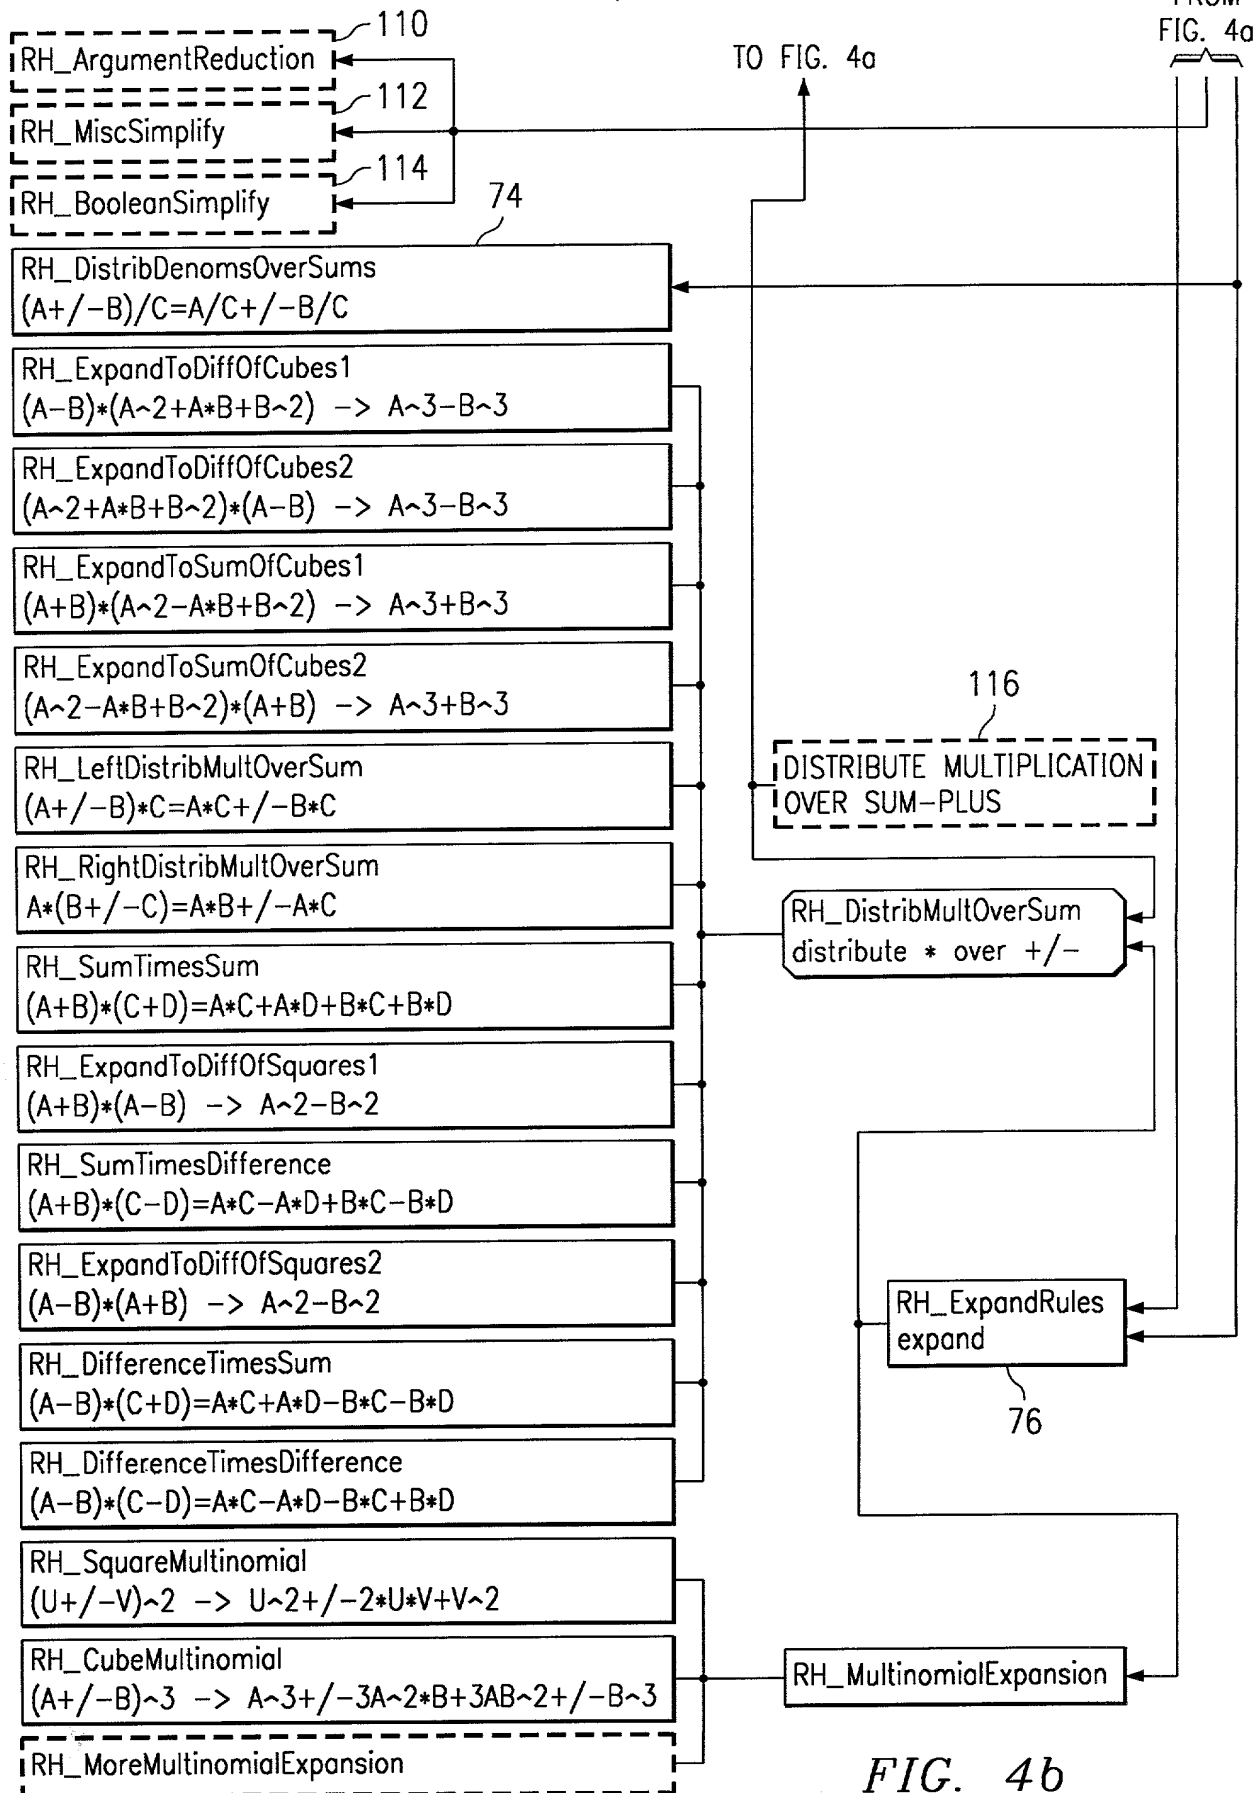 FROM
FIG. 4a
110
RH_ArgumentReduction
TO FIG. 4a
112
RH_MiscSimplify
114
RH_BooleanSimplify
74
RH_DistribDenomsOverSums
(A+/-B)/C=A/C+/-B/C
RH_ExpandToDiffOfCubes1
(A-B)*(A^2+A*B+B^2) -> A^3-B^3
RH_ExpandToDiffOfCubes2
(A^2+A*B+B^2)*(A-B) -> A^3-B^3
RH_ExpandToSumOfCubes1
(A+B)*(A^2-A*B+B^2) -> A^3+B^3
RH_ExpandToSumOfCubes2
(A^2-A*B+B^2)*(A+B) -> A^3+B^3
116
DISTRIBUTE MULTIPLICATION
OVER SUM-PLUS
RH_LeftDistribMultOverSum
(A+/-B)*C=A*C+/-B*C
RH_RightDistribMultOverSum
A*(B+/-C)=A*B+/-A*C
RH_DistribMultOverSum
distribute * over +/-
RH_SumTimesSum
(A+B)*(C+D)=A*C+A*D+B*C+B*D
RH_ExpandToDiffOfSquares1
(A+B)*(A-B) -> A^2-B^2
RH_SumTimesDifference
(A+B)*(C-D)=A*C-A*D+B*C-B*D
RH_ExpandToDiffOfSquares2
(A-B)*(A+B) -> A^2-B^2
RH_ExpandRules
expand
76
RH_DifferenceTimesSum
(A-B)*(C+D)=A*C+A*D-B*C-B*D
RH_DifferenceTimesDifference
(A-B)*(C-D)=A*C-A*D-B*C+B*D
RH_SquareMultinomial
(U+/-V)^2 -> U^2+/-2*U*V+V^2
RH_CubeMultinomial
(A+/-B)^3 -> A^3+/-3A^2*B+3AB^2+/-B^3
RH_MultinomialExpansion
RH_MoreMultinomialExpansion
FIG. 4b